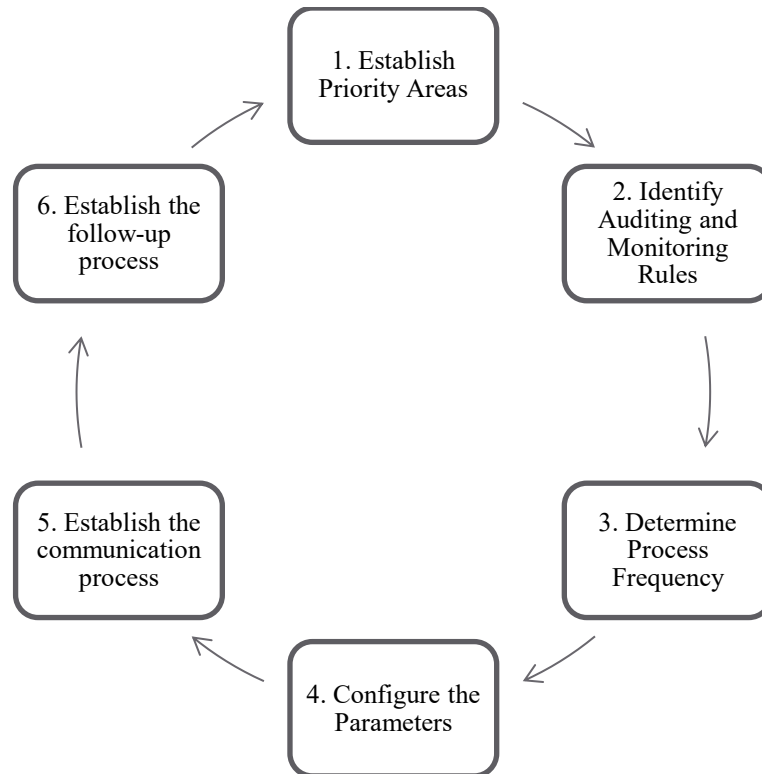 1. Establish
Priority Areas
2. Identify
Auditing and
Monitoring
Rules
3. Determine
Process
Frequency
4. Configure the
Parameters
5. Establish the
communication
process
6. Establish the
follow-up
process